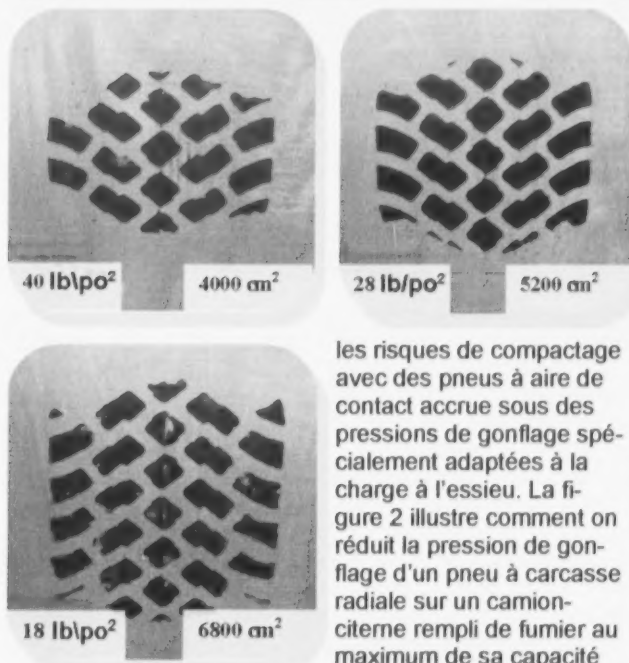 40 lb\po² 4000 cm²
28 lb/po² 5200 cm²
18 lb\po² 6800 cm²
les risques de compactage
avec des pneus à aire de
contact accrue sous des
pressions de gonflage spé-
cialement adaptées à la
charge à l'essieu. La fi-
gure 2 illustre comment on
réduit la pression de gon-
flage d'un pneu à carcasse
radiale sur un camion-
citerne rempli de fumier au
maximum de sa capacité